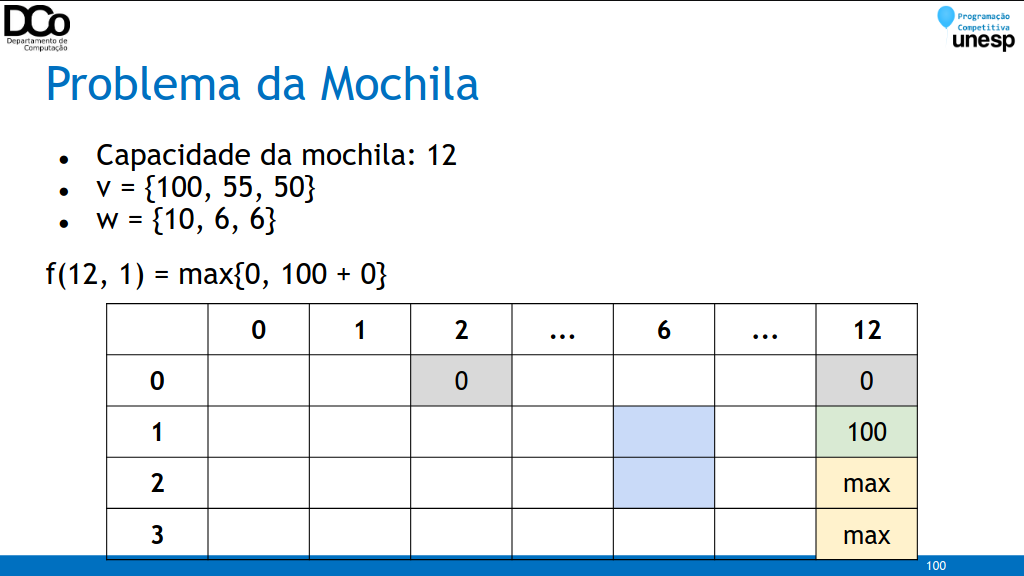 DCo
Departamento de
Computação
Programação
Competitiva
unesp
Problema da Mochila
● Capacidade da mochila: 12
● v = {100, 55, 50}
● w = {10, 6, 6}
f(12, 1) = max{0, 100 + 0}
0 1 2 ... 6 ... 12
0 0 0
1 100
2 max
3 max
100